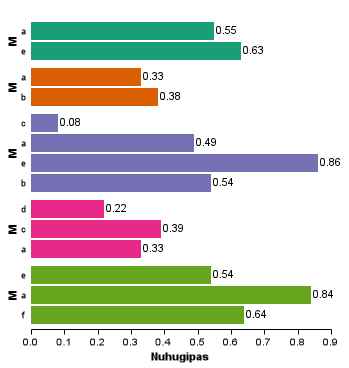 a 0.55
M
e 0.63
a 0.33
M
b 0.38
c 0.08
a 0.49
M
e 0.86
b 0.54
d 0.22
M c 0.39
a 0.33
e 0.54
M a 0.84
f 0.64
0.0 0.1 0.2 0.3 0.4 0.5 0.6 0.7 0.8 0.9
Nuhugipas